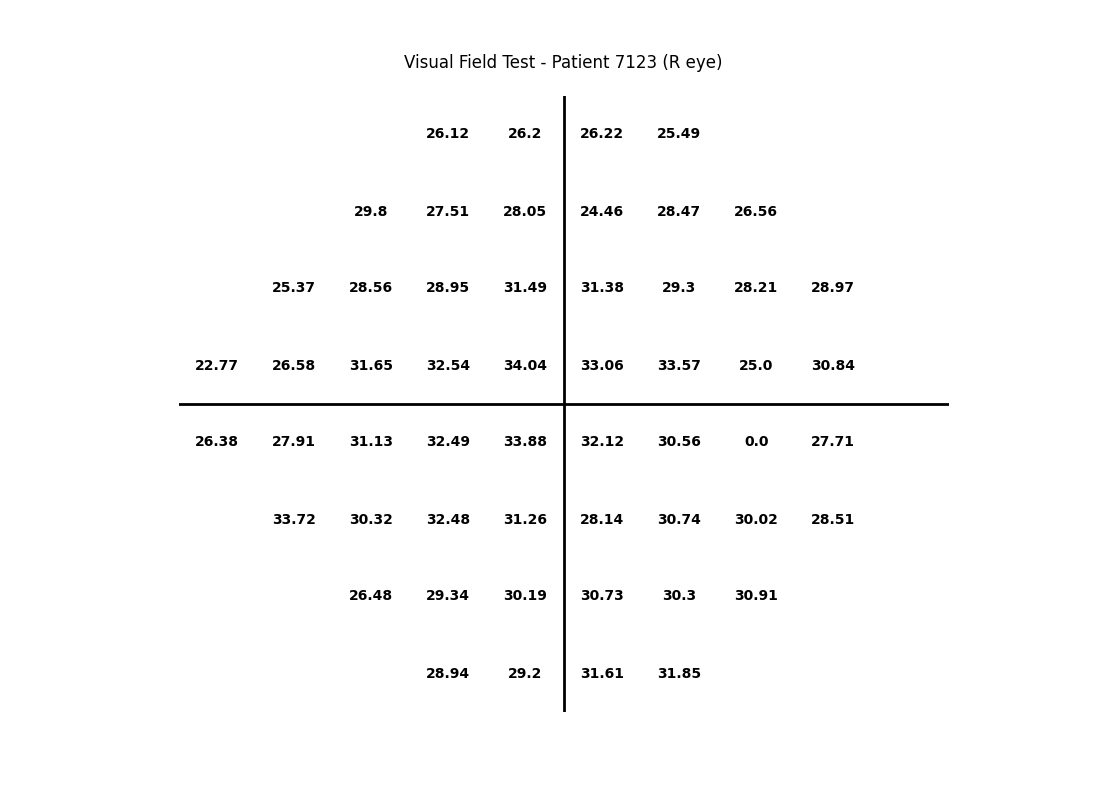 Visual Field Test - Patient 7123 (R eye)
26.12 26.2 26.22 25.49
29.8 27.51 28.05 24.46 28.47 26.56
25.37 28.56 28.95 31.49 31.38 29.3 28.21 28.97
22.77 26.58 31.65 32.54 34.04 33.06 33.57 25.0 30.84
26.38 27.91 31.13 32.49 33.88 32.12 30.56 0.0 27.71
33.72 30.32 32.48 31.26 28.14 30.74 30.02 28.51
26.48 29.34 30.19 30.73 30.3 30.91
28.94 29.2 31.61 31.85